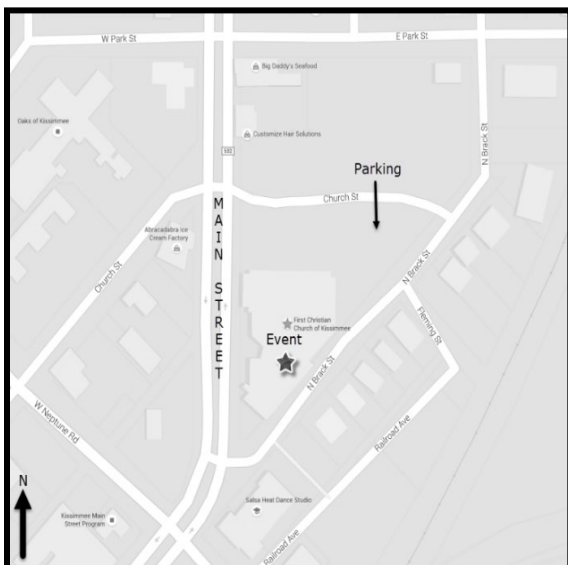 W Park St
E Park St
Big Daddy's Seafood
Oaks of Kissimmee
Customize Hair Solutions
N Brack St
Parking
Church St
MAIN STREET
Abracadabra Ice
Cream Factory
Church St
N Brack St
First Christian
Church of Kissimmee
Fleming St
Event
N Brack St
W Neptune Rd
Railroad Ave
N
Salsa Heat Dance Studio
Kissimmee Main
Street Program
Railroad Ave